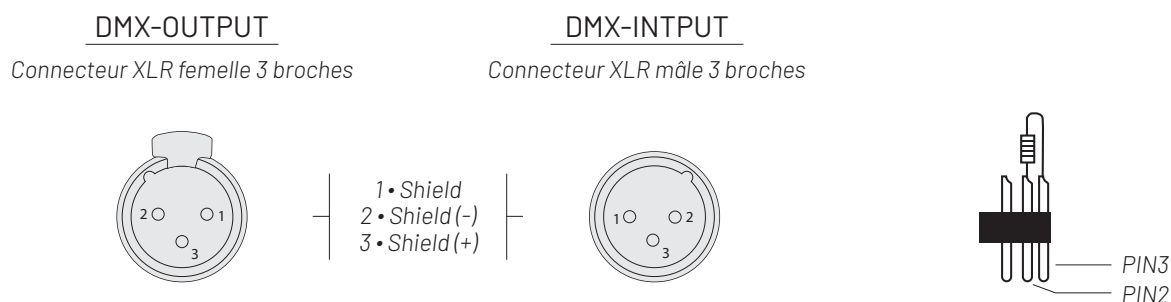 DMX-OUTPUT
Connecteur XLR femelle 3 broches
DMX-INTPUT
Connecteur XLR mâle 3 broches
2
1
3
1 • Shield
2 • Shield (-)
3 • Shield (+)
1
2
3
PIN3
PIN2